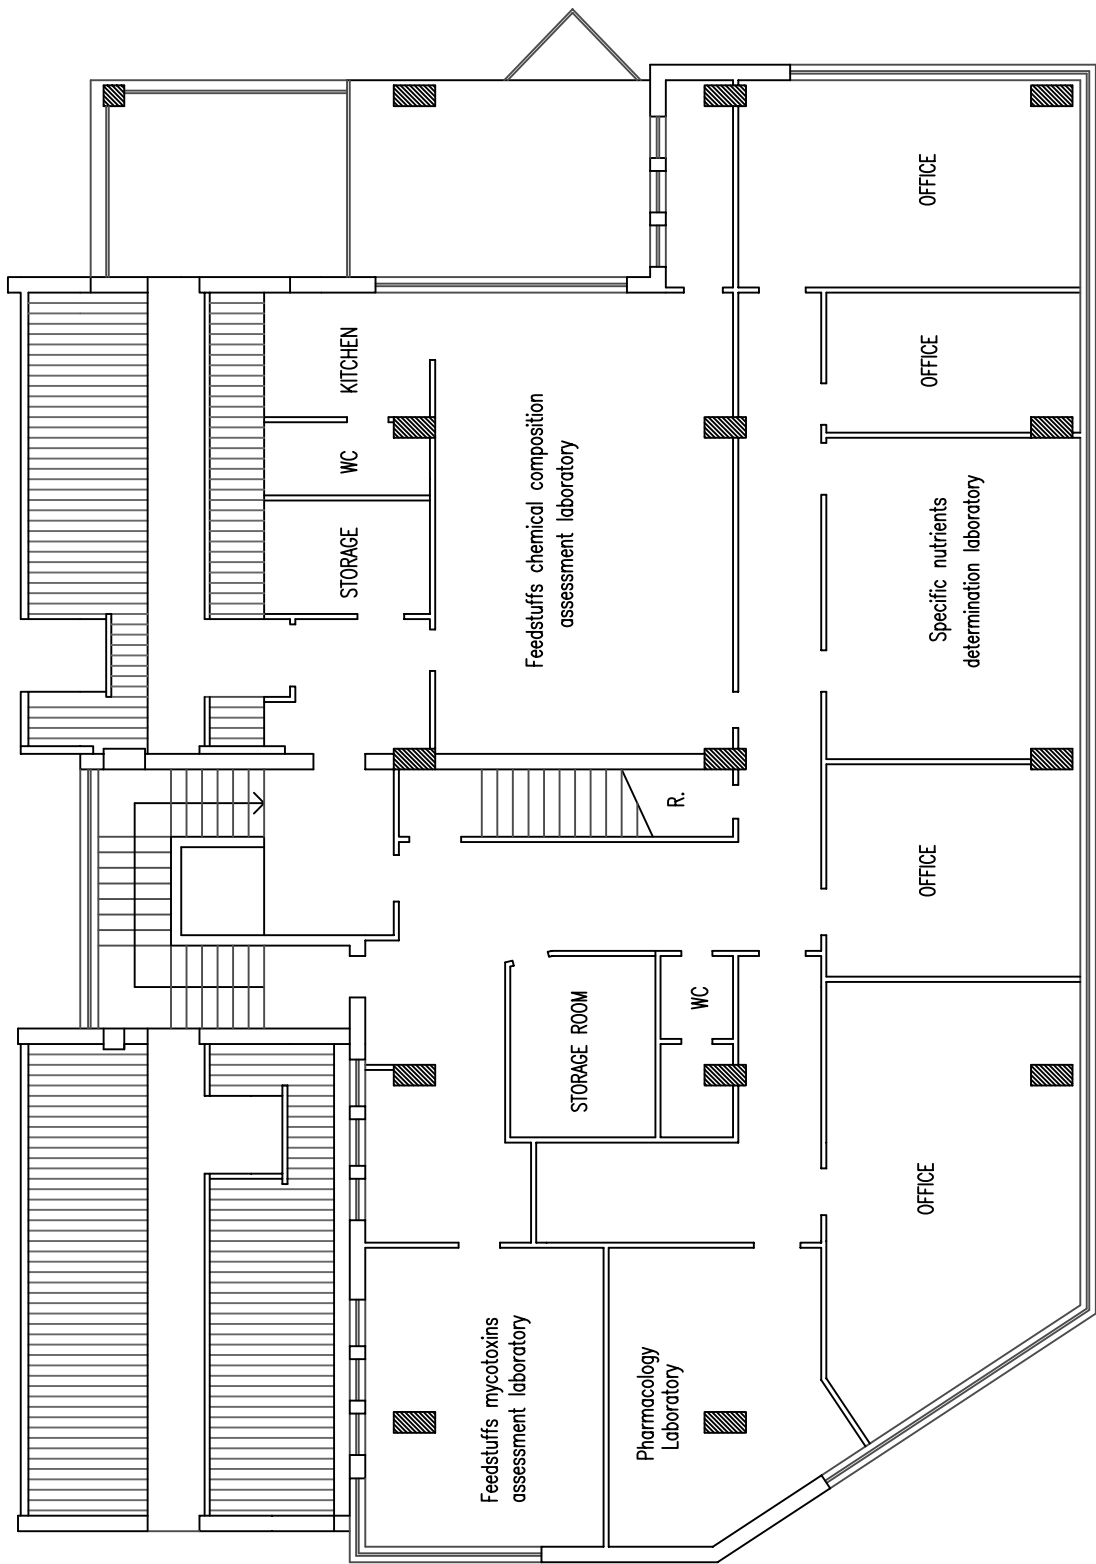 KITCHEN
WC
STORAGE
Feedstuffs chemical composition
assessment laboratory
OFFICE
OFFICE
Specific nutrients
determination laboratory
R.
OFFICE
STORAGE ROOM
WC
OFFICE
Feedstuffs mycotoxins
assessment laboratory
Pharmacology
Laboratory